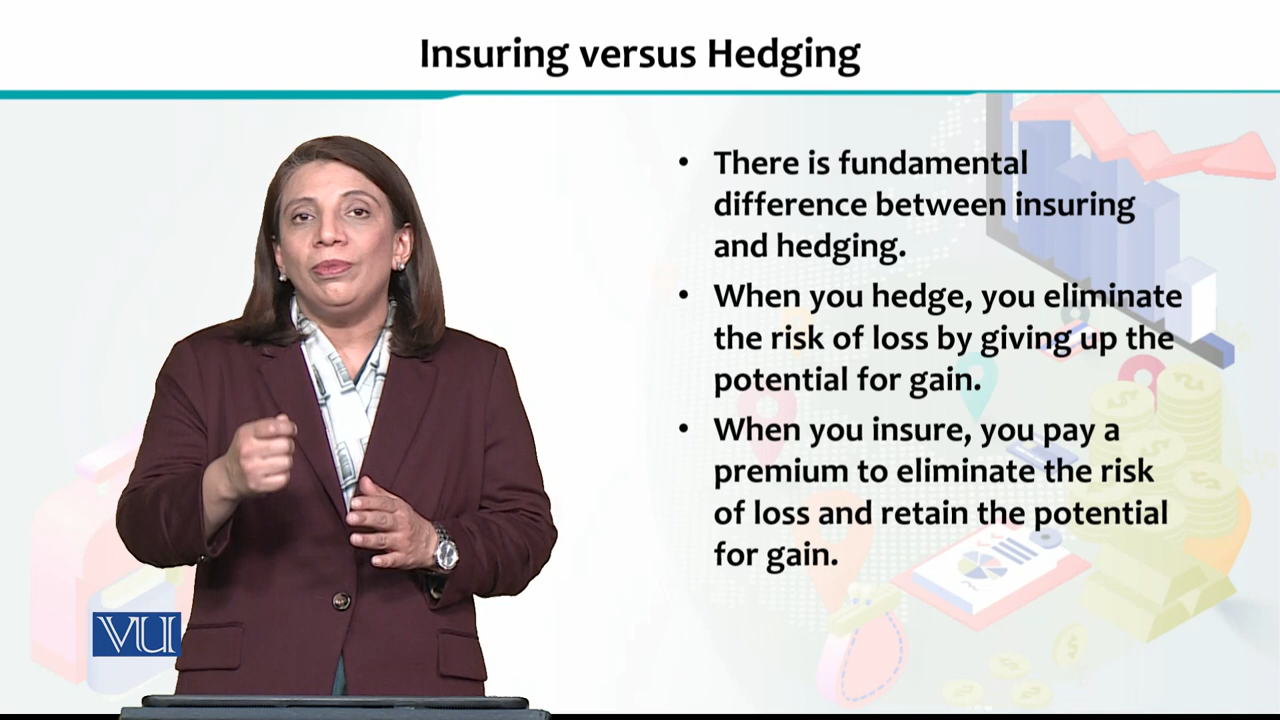 Insuring versus Hedging
• There is fundamental
difference between insuring
and hedging.
• When you hedge, you eliminate
the risk of loss by giving up the
potential for gain.
• When you insure, you pay a
premium to eliminate the risk
of loss and retain the potential
for gain.
VU